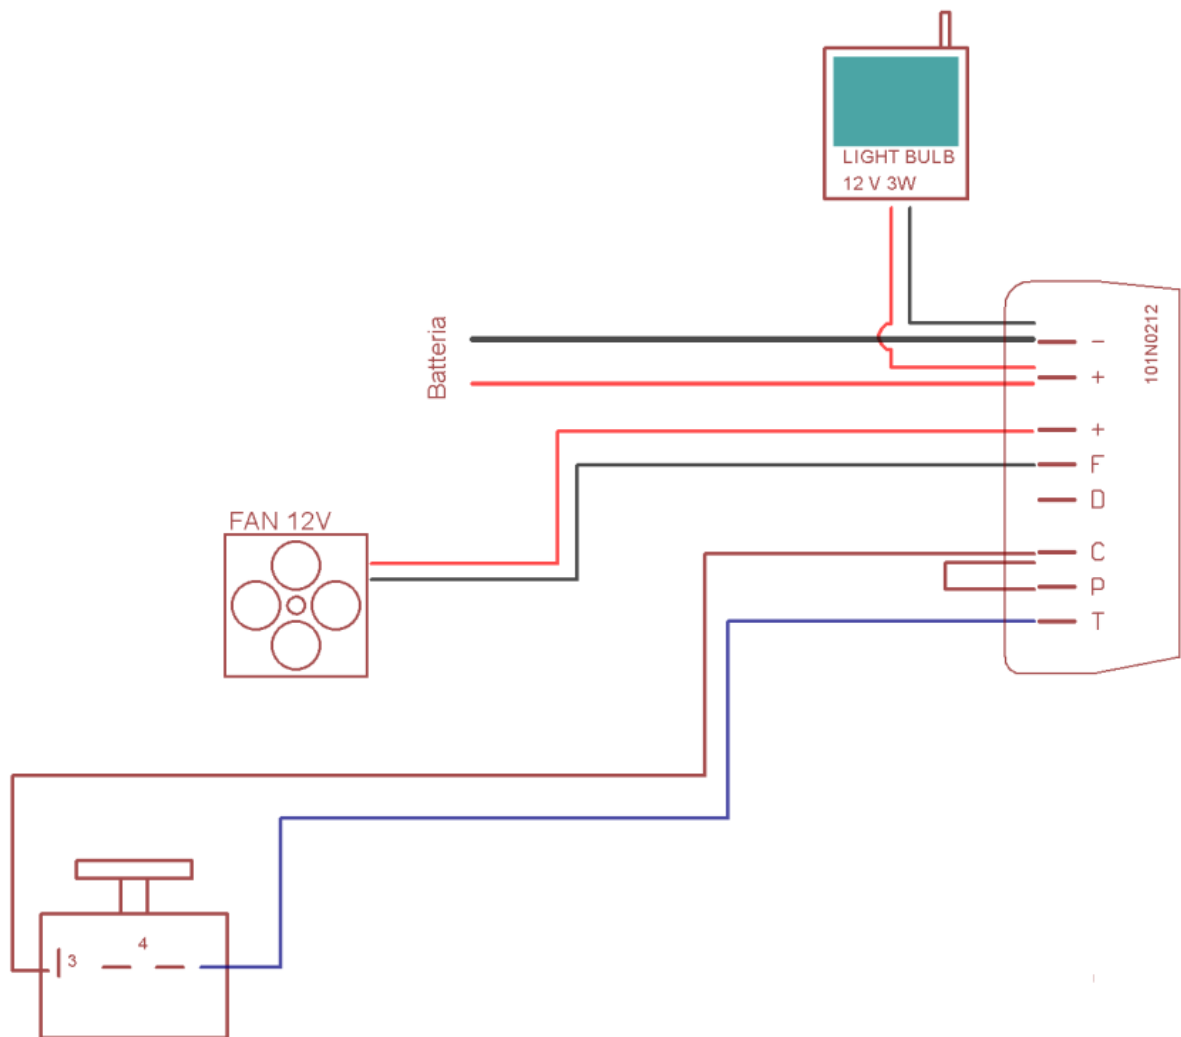 LIGHT BULB
12 V 3W
Batteria
101N0212
-
+
+
F
D
C
P
T
FAN 12V
4
3